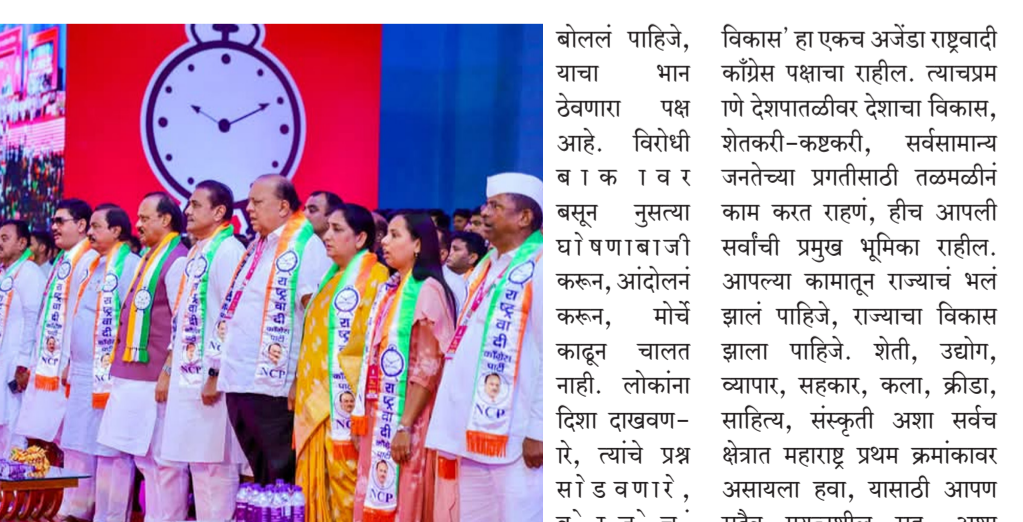 बोललं पाहिजे,
याचा भान
ठेवणारा पक्ष
आहे. विरोधी
बाकावर
बसून नुसत्या
घोषणाबाजी
करून, आंदोलनं
करून, मोर्चे
काढून चालत
नाही. लोकांना
दिशा दाखवण-
रे, त्यांचे प्रश्न
सोडवणारे,
विकास' हा एकच अजेंडा राष्ट्रवादी
काँग्रेस पक्षाचा राहील. त्याचप्रम
ाणे देशपातळीवर देशाचा विकास,
शेतकरी-कष्टकरी, सर्वसामान्य
जनतेच्या प्रगतीसाठी तळमळीनं
काम करत राहणं, हीच आपली
सर्वांची प्रमुख भूमिका राहील.
आपल्या कामातून राज्याचं भलं
झालं पाहिजे, राज्याचा विकास
झाला पाहिजे. शेती, उद्योग,
व्यापार, सहकार, कला, क्रीडा,
साहित्य, संस्कृती अशा सर्वच
क्षेत्रात महाराष्ट्र प्रथम क्रमांकावर
असायला हवा, यासाठी आपण
राष्ट्रवादी
काँग्रेस
पार्टी
NCP
राष्ट्रवादी
काँग्रेस
पार्टी
NCP
NCP